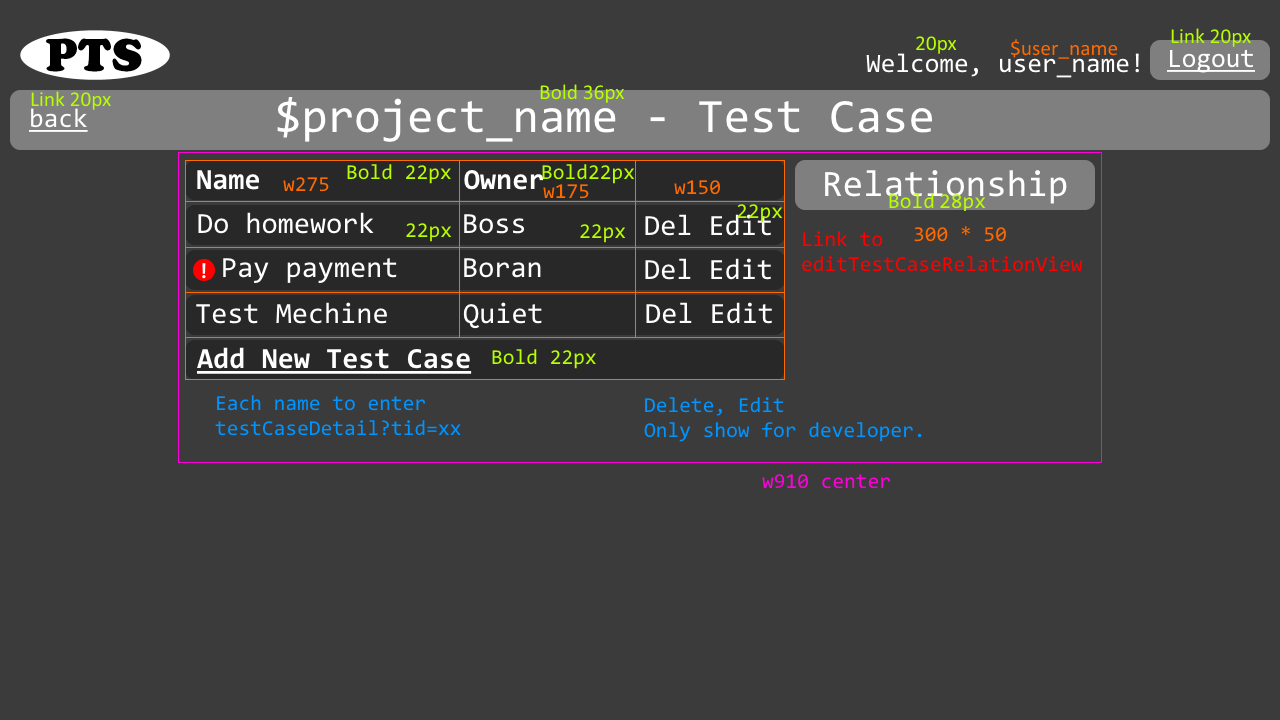 PTS
20px
$user_name
Link 20px
Welcome, user_name!
Logout
Link 20px
Bold 36px
back
$project_name - Test Case
Name
w275
Bold 22px
Owner
Bold22px
w175
w150
Relationship
Bold 28px
Do homework
22px
Boss
22px
22px
Del Edit
Link to
300 * 50
editTestCaseRelationView
! Pay payment
Boran
Del Edit
Test Mechine
Quiet
Del Edit
Add New Test Case
Bold 22px
Each name to enter
testCaseDetail?tid=xx
Delete, Edit
Only show for developer.
w910 center